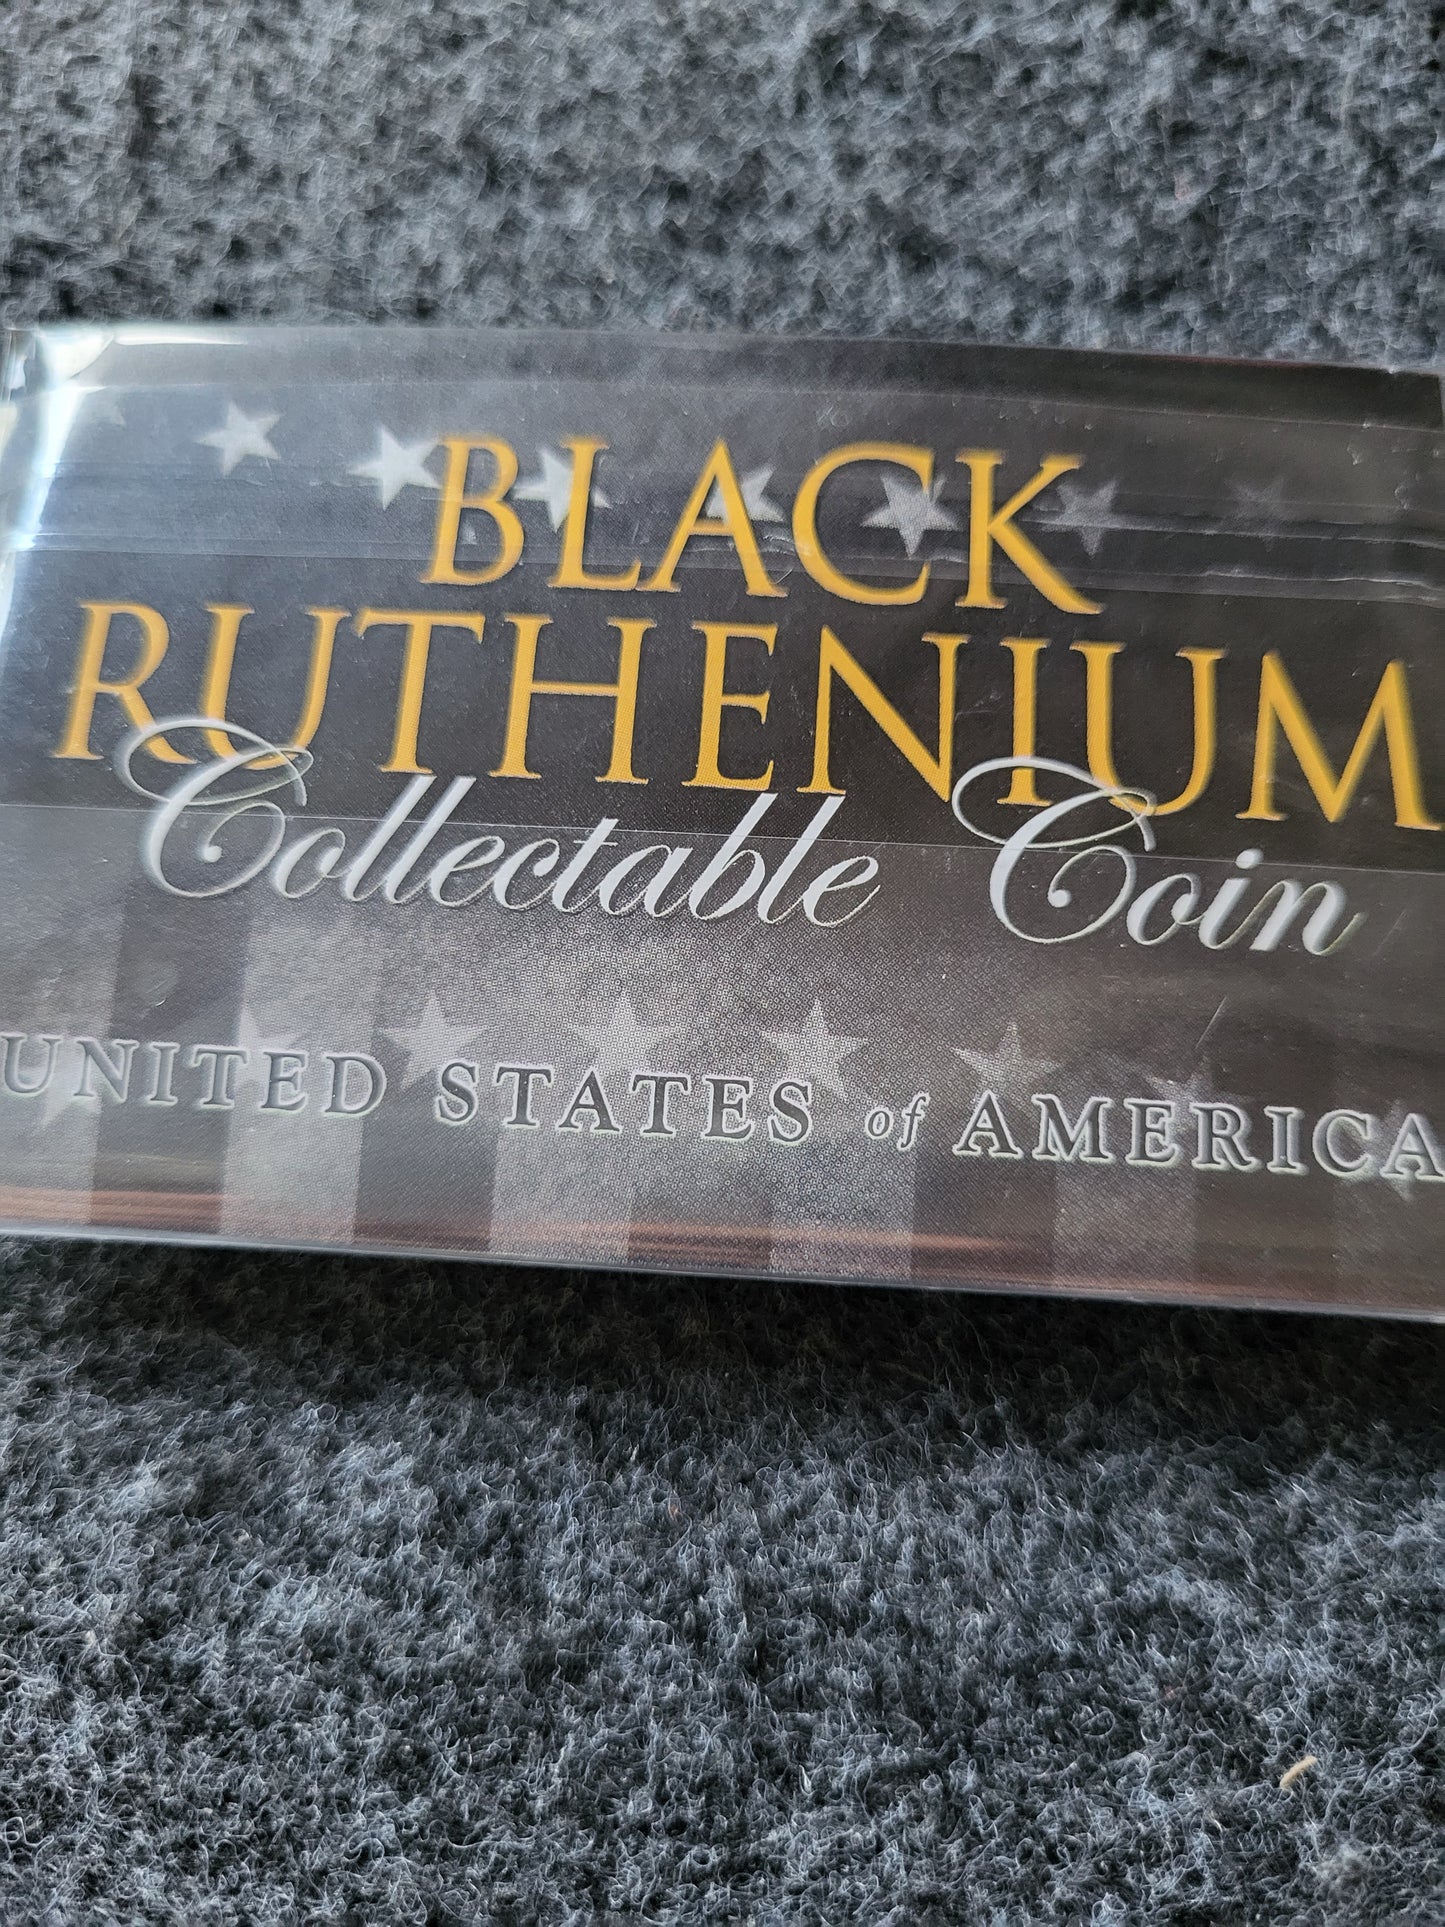 BLACK
RUTHENIUM
Collectable Coin
UNITED STATES of AMERICA